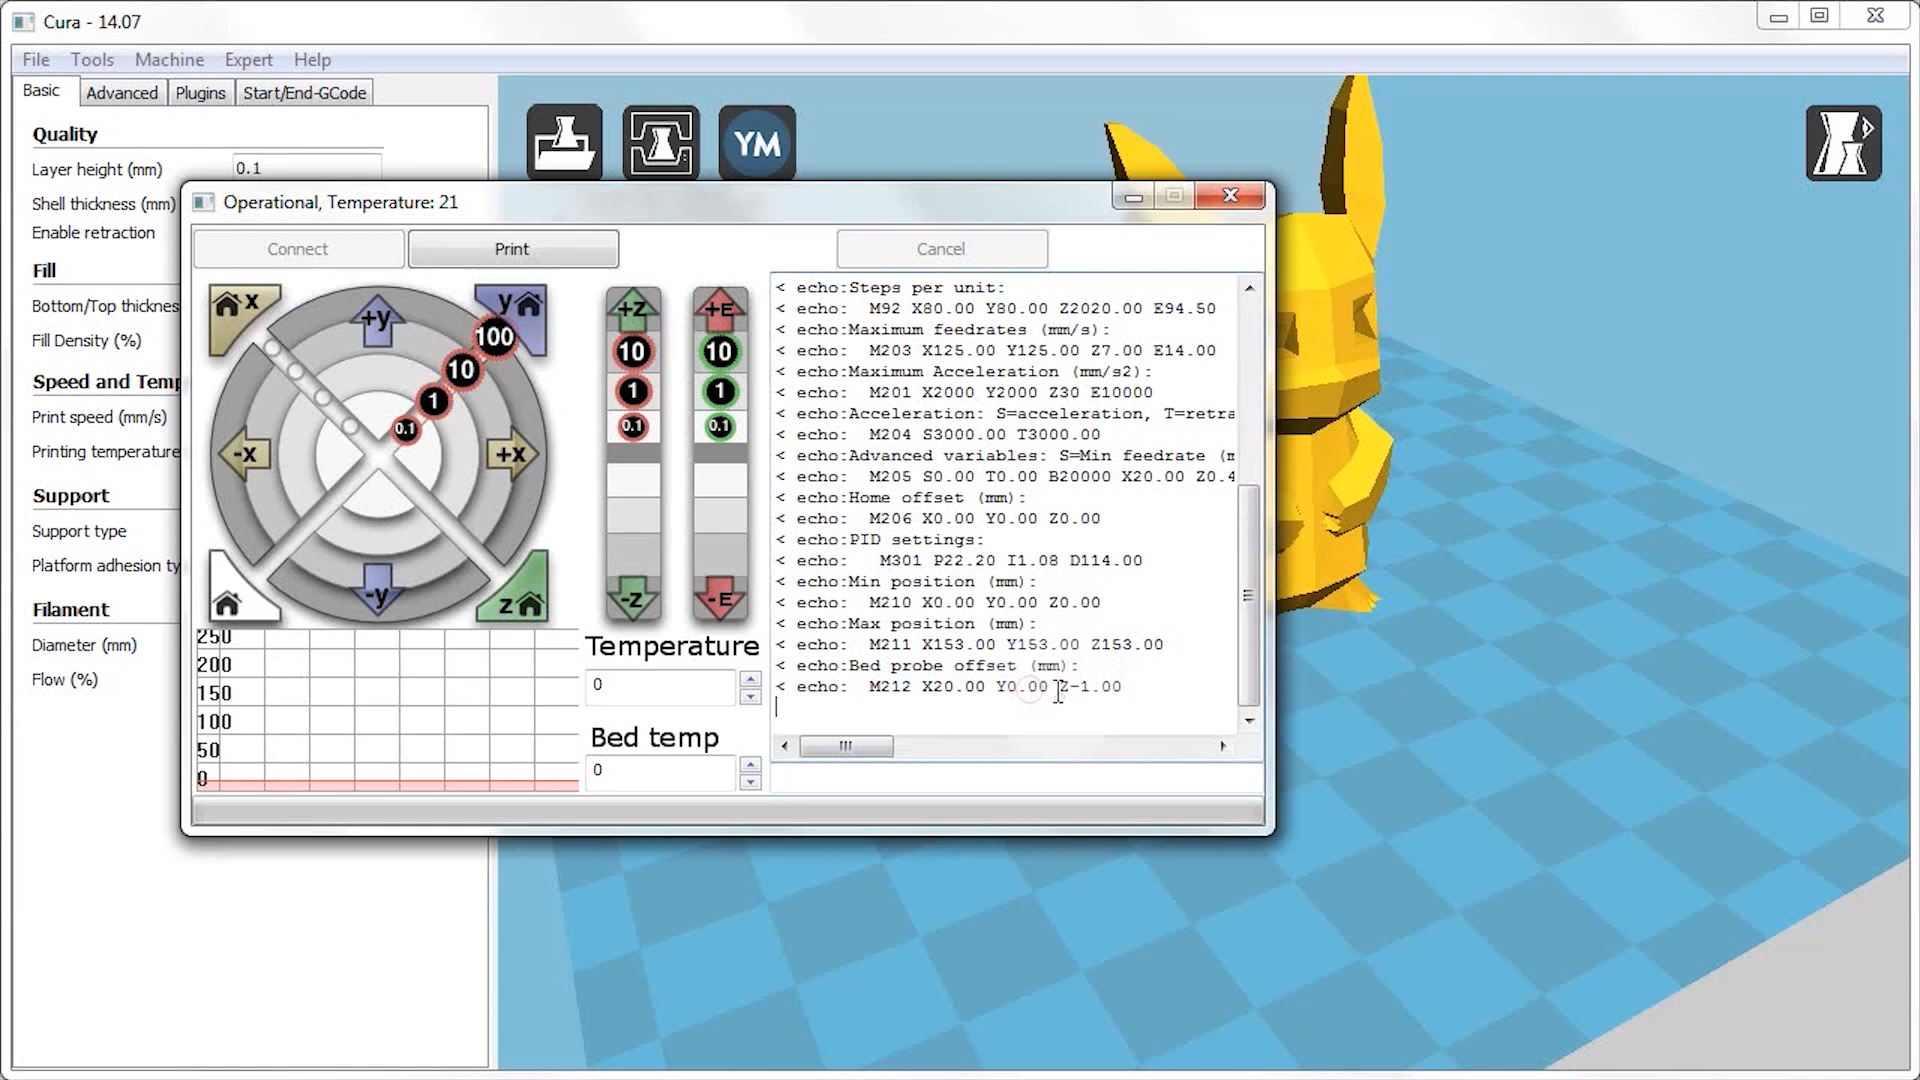 Cura - 14.07
File Tools Machine Expert Help
Basic Advanced Plugins Start/End-GCode
Quality
Layer height (mm) 0.1
Shell thickness (mm)
Enable retraction
Fill
Bottom/Top thicknes
Fill Density (%)
Speed and Temp
Print speed (mm/s)
Printing temperature
Support
Support type
Platform adhesion ty
Filament
Diameter (mm)
Flow (%)
YM
Operational, Temperature: 21
Connect Print Cancel
x y
+y
100
10
1
0.1
-x +x
-y
z
+Z +E
10 10
1 1
0.1 0.1
-Z -E
250
200
150
100
50
0
Temperature
0
Bed temp
0
< echo:Steps per unit:
< echo:  M92 X80.00 Y80.00 Z2020.00 E94.50
< echo:Maximum feedrates (mm/s):
< echo:  M203 X125.00 Y125.00 Z7.00 E14.00
< echo:Maximum Acceleration (mm/s2):
< echo:  M201 X2000 Y2000 Z30 E10000
< echo:Acceleration: S=acceleration, T=retra
< echo:  M204 S3000.00 T3000.00
< echo:Advanced variables: S=Min feedrate (m
< echo:  M205 S0.00 T0.00 B20000 X20.00 Z0.4
< echo:Home offset (mm):
< echo:  M206 X0.00 Y0.00 Z0.00
< echo:PID settings:
< echo:   M301 P22.20 I1.08 D114.00
< echo:Min position (mm):
< echo:  M210 X0.00 Y0.00 Z0.00
< echo:Max position (mm):
< echo:  M211 X153.00 Y153.00 Z153.00
< echo:Bed probe offset (mm):
< echo:  M212 X20.00 Y0.00 Z-1.00